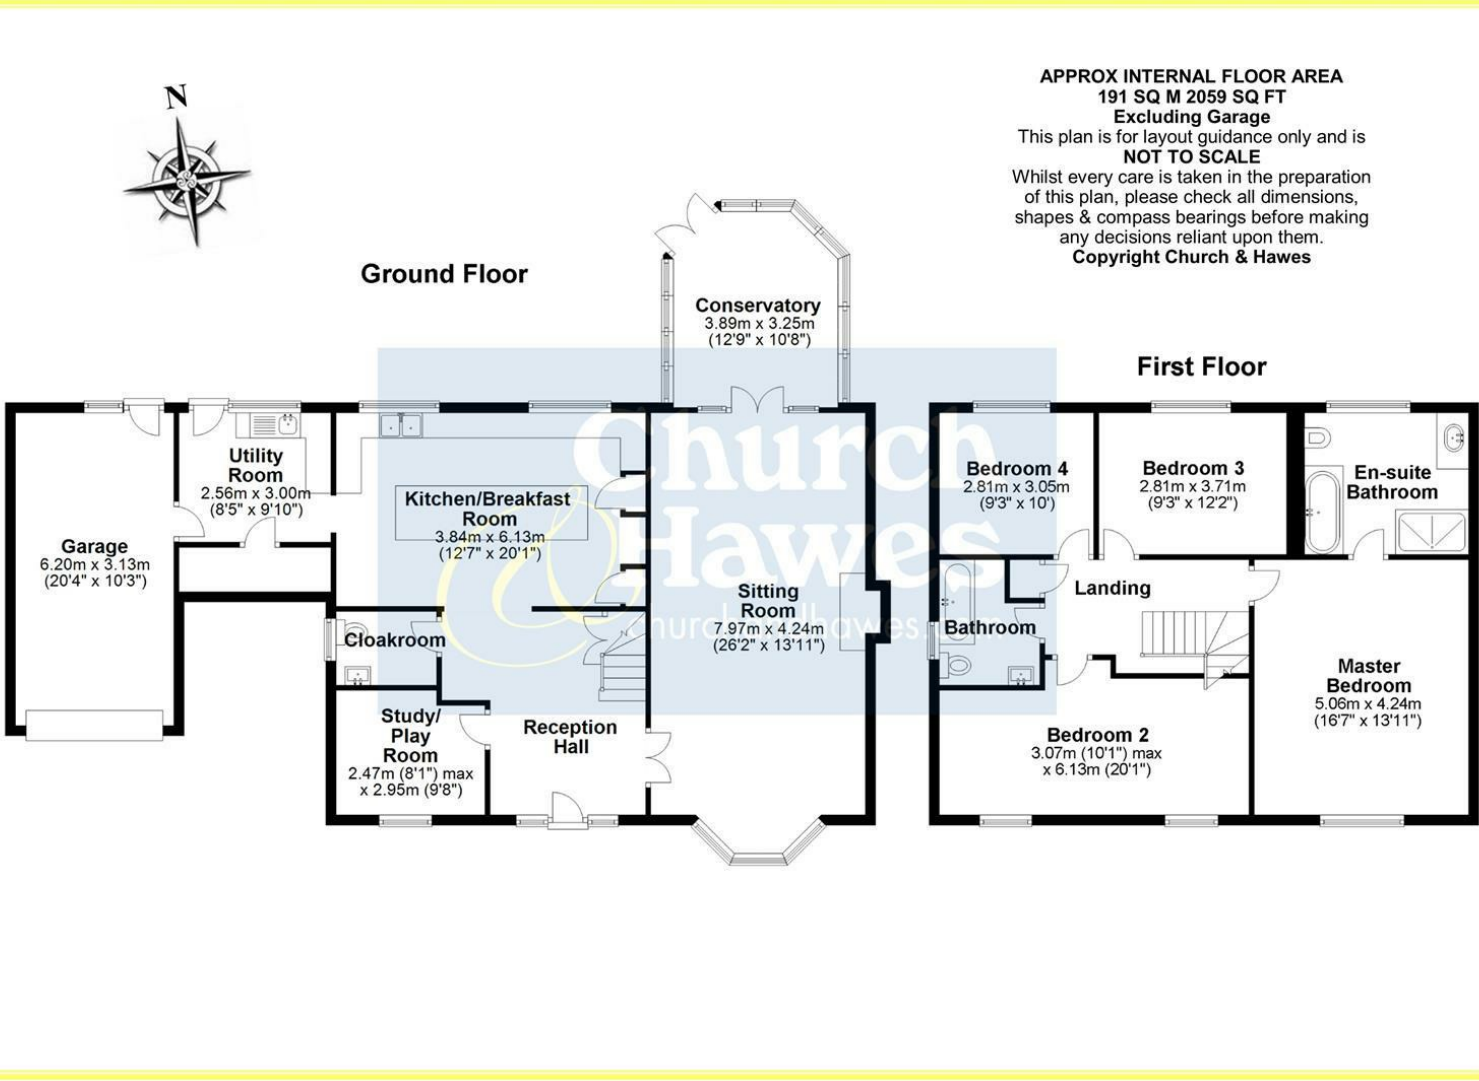 N
APPROX INTERNAL FLOOR AREA
191 SQ M 2059 SQ FT
Excluding Garage
This plan is for layout guidance only and is
NOT TO SCALE
Whilst every care is taken in the preparation
of this plan, please check all dimensions,
shapes & compass bearings before making
any decisions reliant upon them.
Copyright Church & Hawes
Ground Floor
Conservatory
3.89m x 3.25m
(12'9" x 10'8")
Utility
Room
2.56m x 3.00m
(8'5" x 9'10")
Kitchen/Breakfast
Room
3.84m x 6.13m
(12'7" x 20'1")
Garage
6.20m x 3.13m
(20'4" x 10'3")
Sitting
Room
7.97m x 4.24m
(26'2" x 13'11")
Cloakroom
Study/
Play
Room
2.47m (8'1") max
x 2.95m (9'8")
Reception
Hall
First Floor
Bedroom 4
2.81m x 3.05m
(9'3" x 10')
Bedroom 3
2.81m x 3.71m
(9'3" x 12'2")
En-suite
Bathroom
Landing
Bathroom
Master
Bedroom
5.06m x 4.24m
(16'7" x 13'11")
Bedroom 2
3.07m (10'1") max
x 6.13m (20'1")
Church
& Hawes
churchandhawes.com